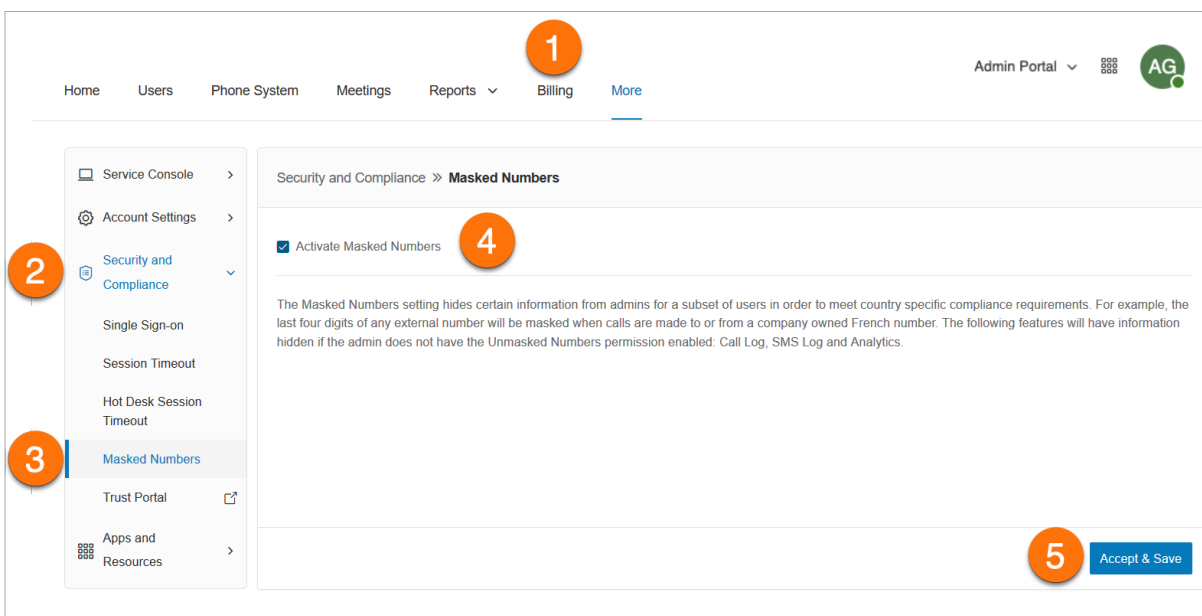 1
Admin Portal
AG
Home Users Phone System Meetings Reports Billing More
Service Console
Security and Compliance » Masked Numbers
Account Settings
2
Security and
Compliance
4
Activate Masked Numbers
The Masked Numbers setting hides certain information from admins for a subset of users in order to meet country specific compliance requirements. For example, the
last four digits of any external number will be masked when calls are made to or from a company owned French number. The following features will have information
hidden if the admin does not have the Unmasked Numbers permission enabled: Call Log, SMS Log and Analytics.
Single Sign-on
Session Timeout
Hot Desk Session
Timeout
3
Masked Numbers
Trust Portal
Apps and
Resources
5
Accept & Save